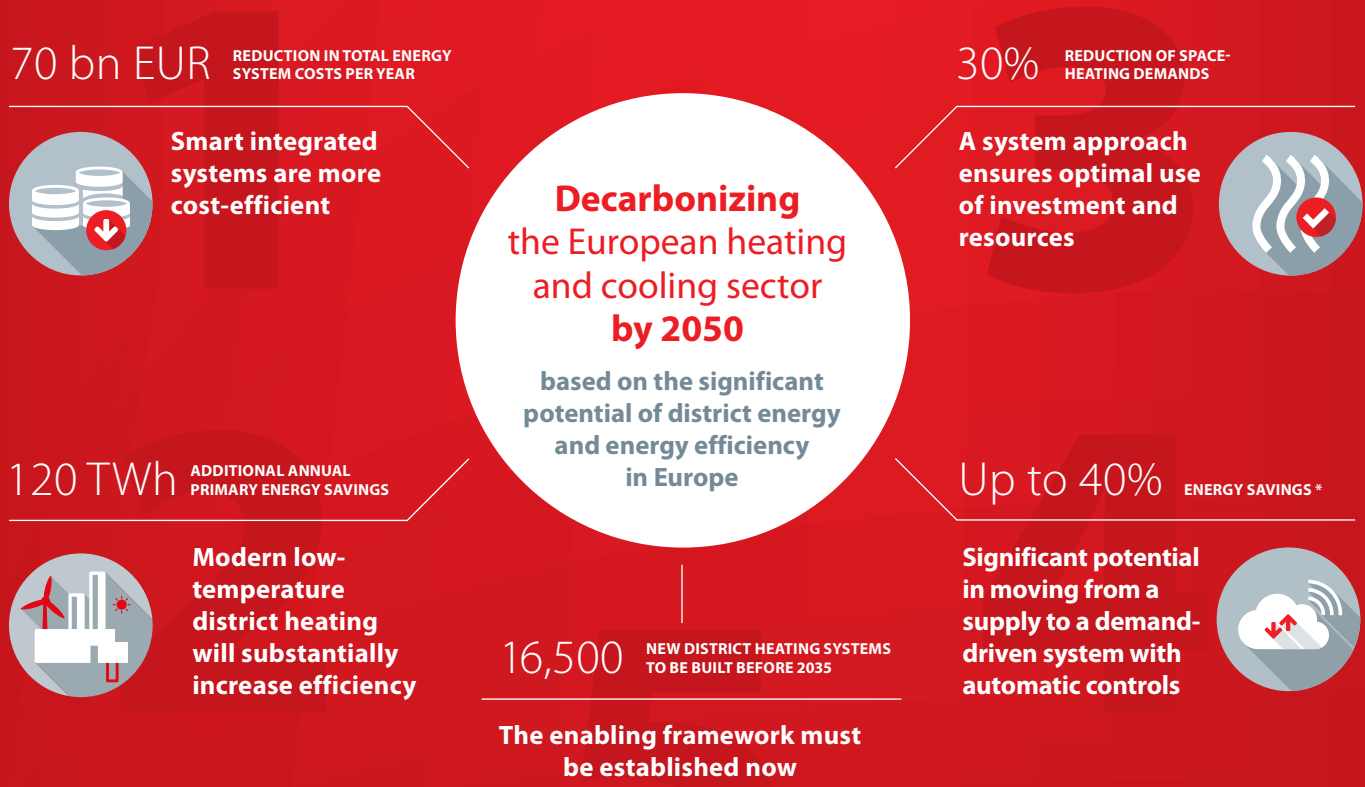 70 bn EUR
REDUCTION IN TOTAL ENERGY
SYSTEM COSTS PER YEAR
1
Smart integrated
systems are more
cost-efficient
120 TWh
ADDITIONAL ANNUAL
PRIMARY ENERGY SAVINGS
2
Modern low-
temperature
district heating
will substantially
increase efficiency
Decarbonizing
the European heating
and cooling sector
by 2050
based on the significant
potential of district energy
and energy efficiency
in Europe
30%
REDUCTION OF SPACE-
HEATING DEMANDS
3
A system approach
ensures optimal use
of investment and
resources
Up to 40%
ENERGY SAVINGS *
4
Significant potential
in moving from a
supply to a demand-
driven system with
automatic controls
16,500
NEW DISTRICT HEATING SYSTEMS
TO BE BUILT BEFORE 2035
5
The enabling framework must
be established now